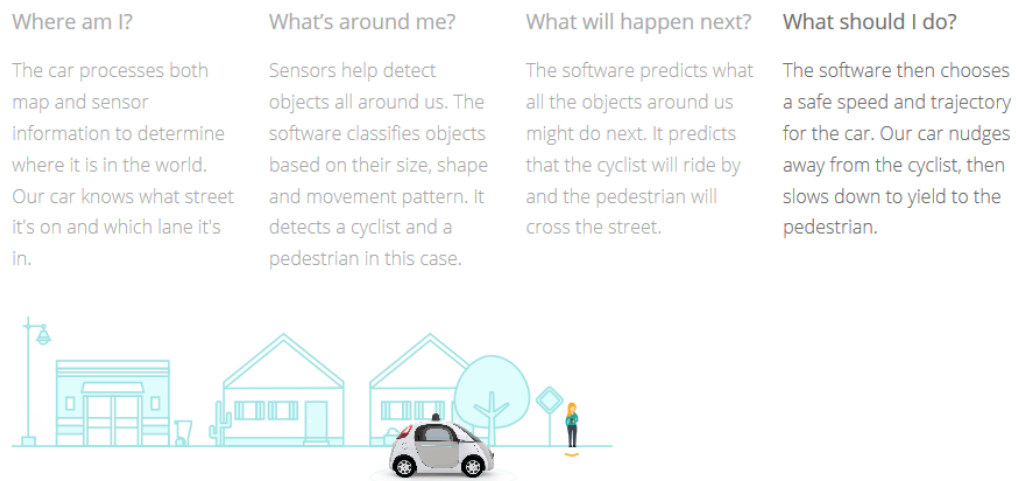 Where am I?
The car processes both
map and sensor
information to determine
where it is in the world.
Our car knows what street
it's on and which lane it's
in.
What's around me?
Sensors help detect
objects all around us. The
software classifies objects
based on their size, shape
and movement pattern. It
detects a cyclist and a
pedestrian in this case.
What will happen next?
The software predicts what
all the objects around us
might do next. It predicts
that the cyclist will ride by
and the pedestrian will
cross the street.
What should I do?
The software then chooses
a safe speed and trajectory
for the car. Our car nudges
away from the cyclist, then
slows down to yield to the
pedestrian.